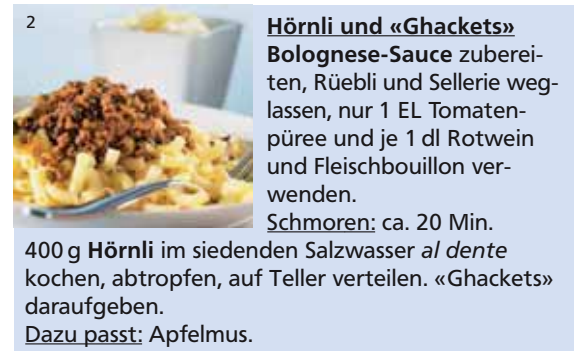 2
Hörnli und «Ghackets»
Bolognese-Sauce zuberei-
ten, Rüebli und Sellerie weg-
lassen, nur 1 EL Tomaten-
püree und je 1 dl Rotwein
und Fleischbouillon ver-
wenden.
Schmoren: ca. 20 Min.
400 g Hörnli im siedenden Salzwasser al dente
kochen, abtropfen, auf Teller verteilen. «Ghackets»
daraufgeben.
Dazu passt: Apfelmus.